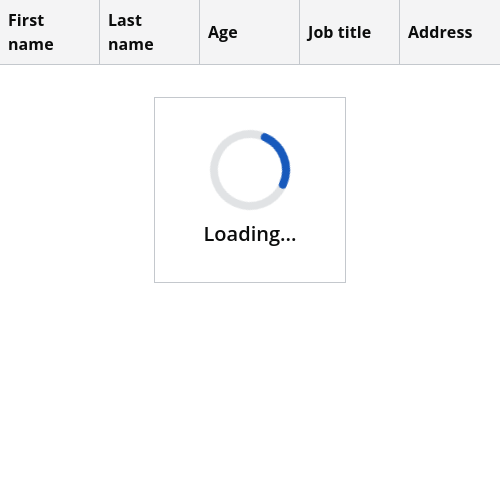 First name
Last name
Age
Job title
Address
Loading...